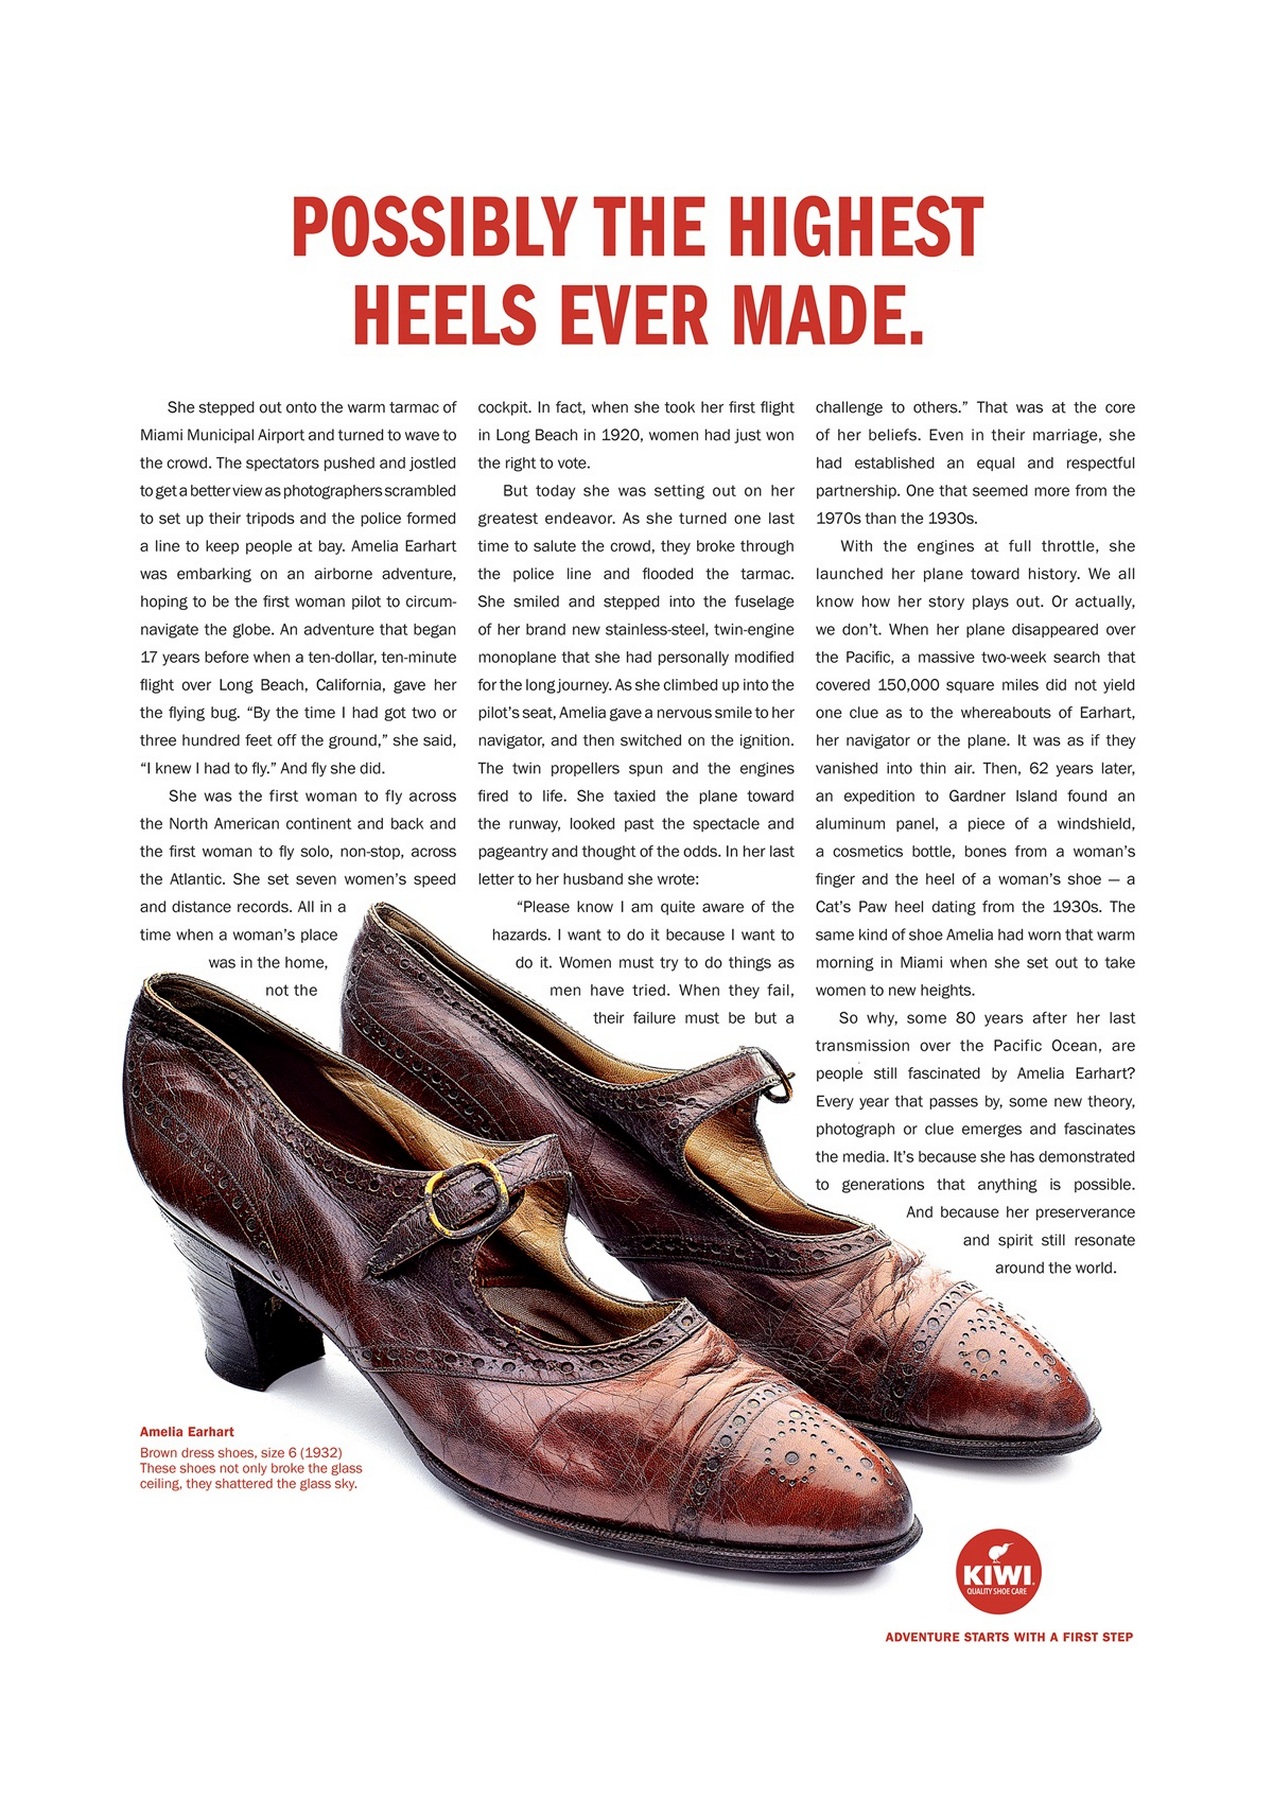 POSSIBLY THE HIGHEST
HEELS EVER MADE.
She stepped out onto the warm tarmac of
Miami Municipal Airport and turned to wave to
the crowd. The spectators pushed and jostled
to get a better view as photographers scrambled
to set up their tripods and the police formed
a line to keep people at bay. Amelia Earhart
was embarking on an airborne adventure,
hoping to be the first woman pilot to circum-
navigate the globe. An adventure that began
17 years before when a ten-dollar, ten-minute
flight over Long Beach, California, gave her
the flying bug. “By the time I had got two or
three hundred feet off the ground,” she said,
“I knew I had to fly.” And fly she did.
She was the first woman to fly across
the North American continent and back and
the first woman to fly solo, non-stop, across
the Atlantic. She set seven women’s speed
and distance records. All in a
time when a woman’s place
was in the home,
not the
cockpit. In fact, when she took her first flight
in Long Beach in 1920, women had just won
the right to vote.
But today she was setting out on her
greatest endeavor. As she turned one last
time to salute the crowd, they broke through
the police line and flooded the tarmac.
She smiled and stepped into the fuselage
of her brand new stainless-steel, twin-engine
monoplane that she had personally modified
for the long journey. As she climbed up into the
pilot’s seat, Amelia gave a nervous smile to her
navigator, and then switched on the ignition.
The twin propellers spun and the engines
fired to life. She taxied the plane toward
the runway, looked past the spectacle and
pageantry and thought of the odds. In her last
letter to her husband she wrote:
“Please know I am quite aware of the
hazards. I want to do it because I want to
do it. Women must try to do things as
men have tried. When they fail,
their failure must be but a
challenge to others.” That was at the core
of her beliefs. Even in their marriage, she
had established an equal and respectful
partnership. One that seemed more from the
1970s than the 1930s.
With the engines at full throttle, she
launched her plane toward history. We all
know how her story plays out. Or actually,
we don’t. When her plane disappeared over
the Pacific, a massive two-week search that
covered 150,000 square miles did not yield
one clue as to the whereabouts of Earhart,
her navigator or the plane. It was as if they
vanished into thin air. Then, 62 years later,
an expedition to Gardner Island found an
aluminum panel, a piece of a windshield,
a cosmetics bottle, bones from a woman’s
finger and the heel of a woman’s shoe — a
Cat’s Paw heel dating from the 1930s. The
same kind of shoe Amelia had worn that warm
morning in Miami when she set out to take
women to new heights.
So why, some 80 years after her last
transmission over the Pacific Ocean, are
people still fascinated by Amelia Earhart?
Every year that passes by, some new theory,
photograph or clue emerges and fascinates
the media. It’s because she has demonstrated
to generations that anything is possible.
And because her preserverance
and spirit still resonate
around the world.
Amelia Earhart
Brown dress shoes, size 6 (1932)
These shoes not only broke the glass
ceiling, they shattered the glass sky.
KIWI
QUALITY SHOE CARE
ADVENTURE STARTS WITH A FIRST STEP